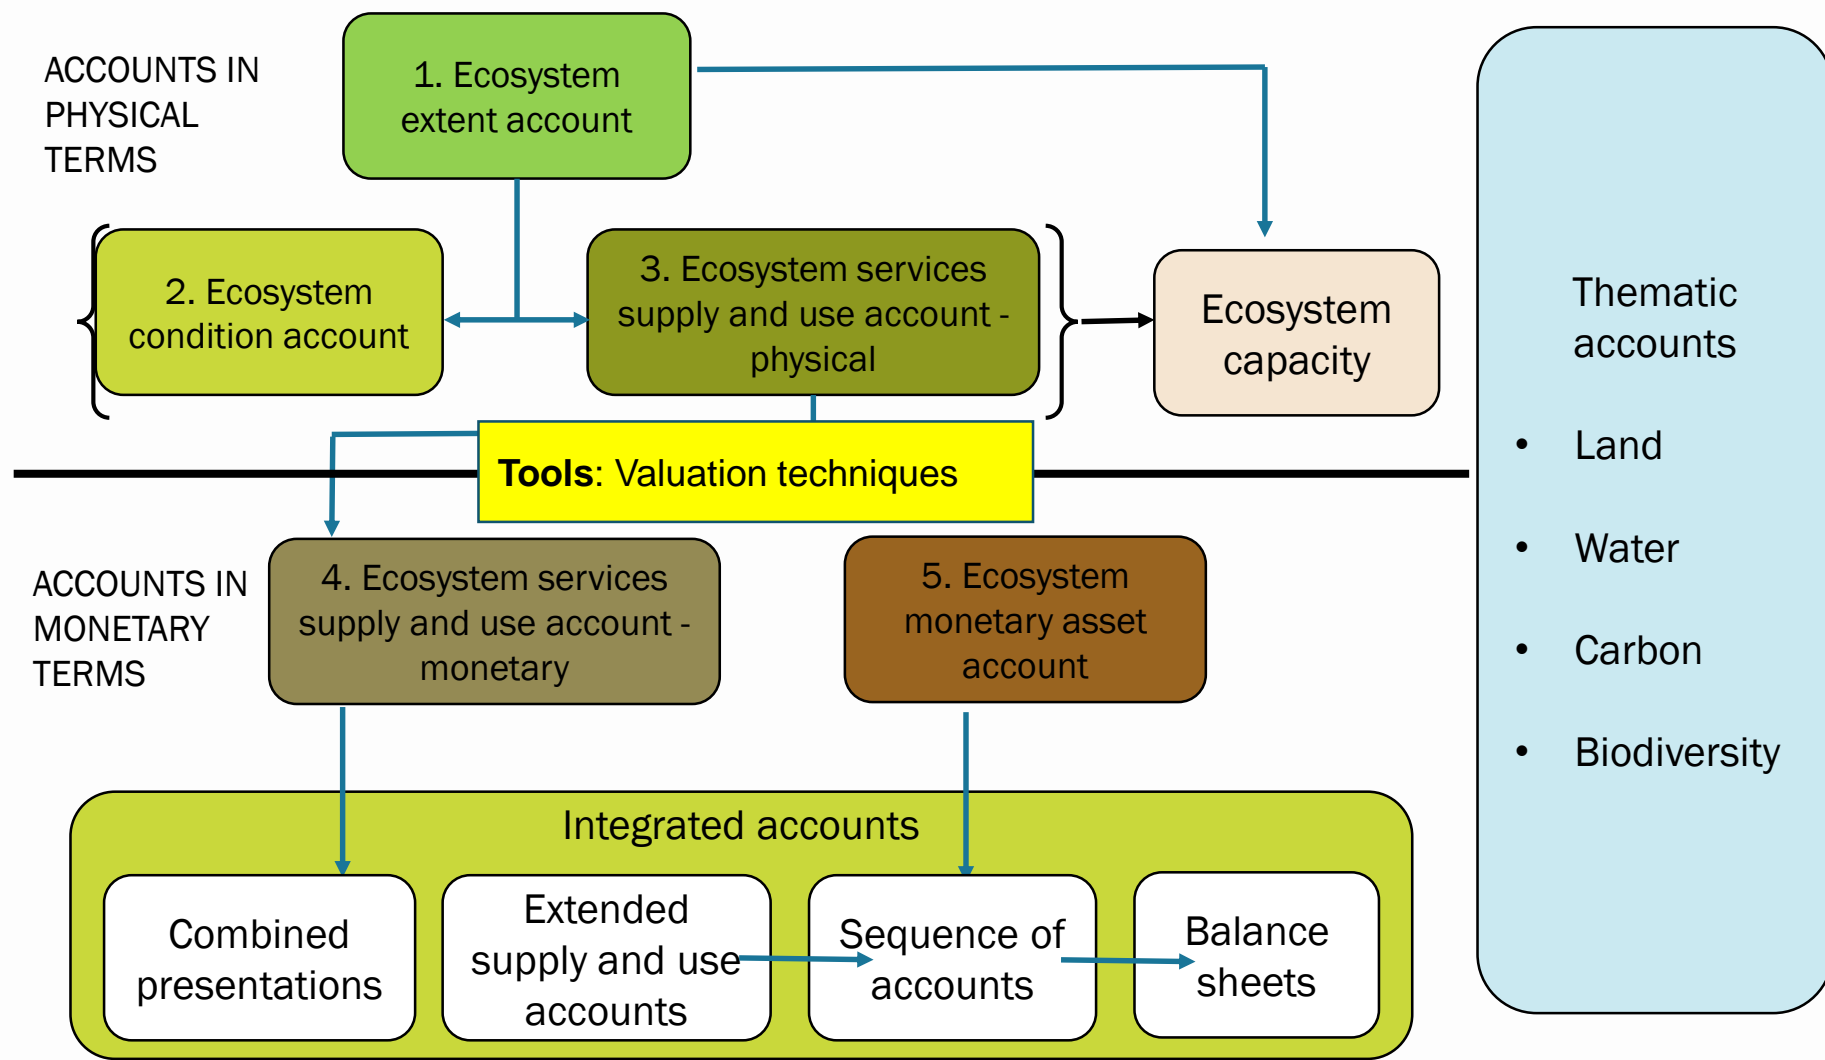 ACCOUNTS IN
PHYSICAL
TERMS
1. Ecosystem
extent account
2. Ecosystem
condition account
3. Ecosystem services
supply and use account -
physical
Ecosystem
capacity
Tools: Valuation techniques
ACCOUNTS IN
MONETARY
TERMS
4. Ecosystem services
supply and use account -
monetary
5. Ecosystem
monetary asset
account
Integrated accounts
Combined
presentations
Extended
supply and use
accounts
Sequence of
accounts
Balance
sheets
Thematic
accounts
• Land
• Water
• Carbon
• Biodiversity